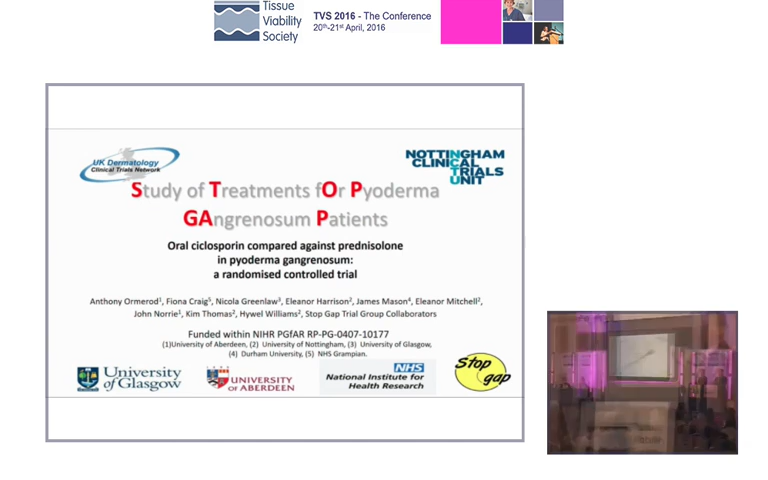 Tissue
Viability
Society
TVS 2016 - The Conference
20th-21st April, 2016
UK Dermatology
Clinical Trials Network
NOTTINGHAM
CLINICAL
TRIALS
UNIT
Study of Treatments fOr Pyoderma
GAngrenosum Patients
Oral ciclosporin compared against prednisolone
in pyoderma gangrenosum:
a randomised controlled trial
Anthony Ormerod1, Fiona Craig5, Nicola Greenlaw3, Eleanor Harrison2, James Mason4, Eleanor Mitchell2,
John Norrie1, Kim Thomas2, Hywel Williams2, Stop Gap Trial Group Collaborators
Funded within NIHR PGfAR RP-PG-0407-10177
(1)University of Aberdeen, (2) University of Nottingham, (3) University of Glasgow,
(4) Durham University, (5) NHS Grampian.
University
of Glasgow
UNIVERSITY
OF ABERDEEN
NHS
National Institute for
Health Research
Stop
gap